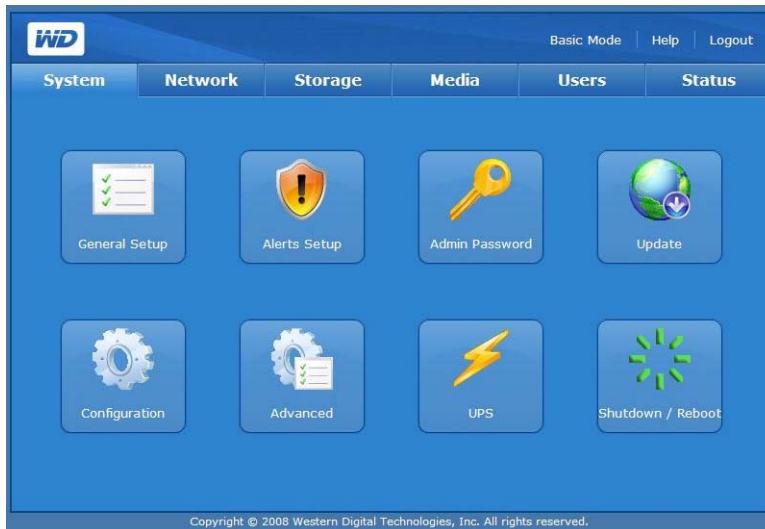 WD
Basic Mode Help Logout
System Network Storage Media Users Status
General Setup Alerts Setup Admin Password Update
Configuration Advanced UPS Shutdown / Reboot
Copyright © 2008 Western Digital Technologies, Inc. All rights reserved.